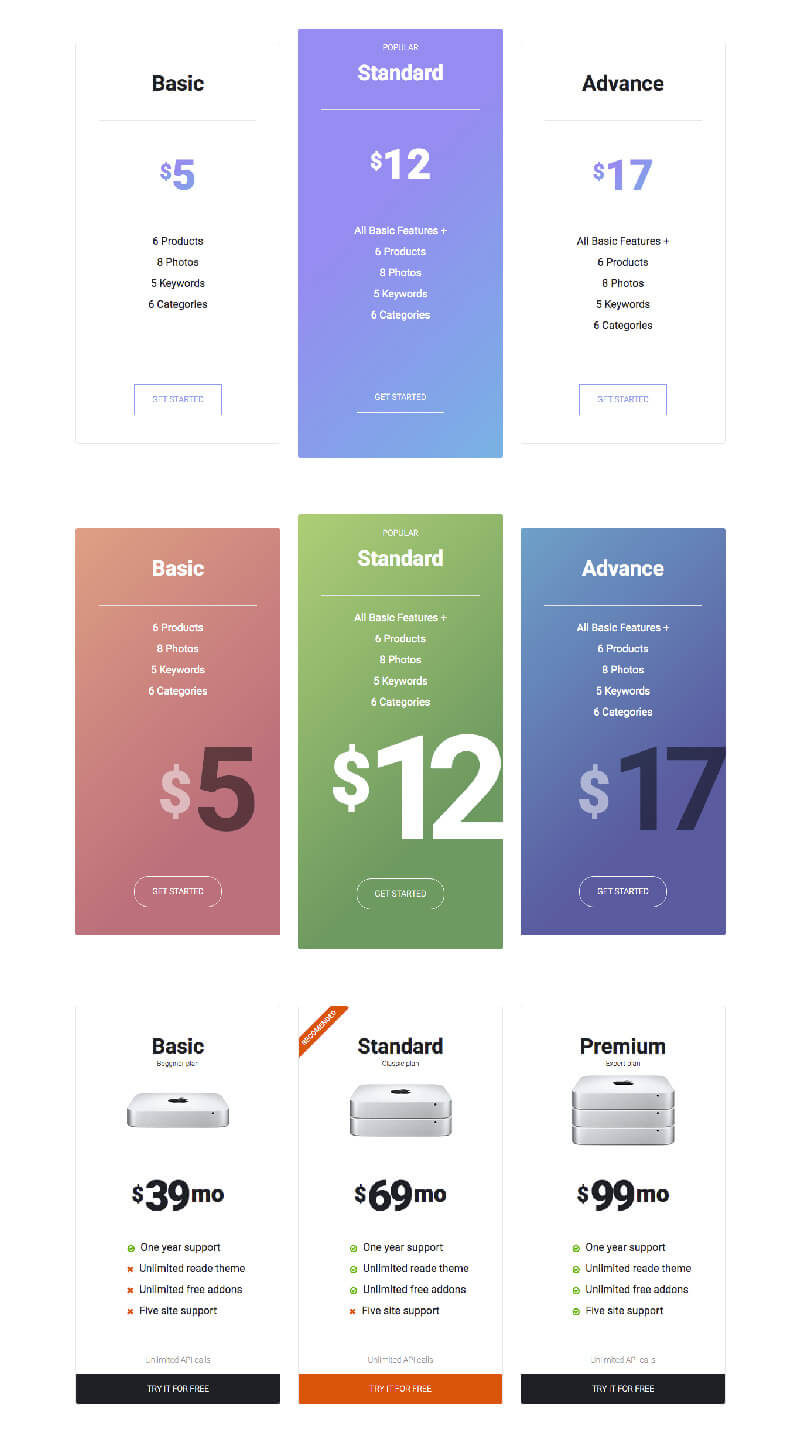 Basic
$5
6 Products
8 Photos
5 Keywords
6 Categories
GET STARTED
POPULAR
Standard
$12
All Basic Features +
6 Products
8 Photos
5 Keywords
6 Categories
GET STARTED
Advance
$17
All Basic Features +
6 Products
8 Photos
5 Keywords
6 Categories
GET STARTED
Basic
6 Products
8 Photos
5 Keywords
6 Categories
$5
GET STARTED
POPULAR
Standard
All Basic Features +
6 Products
8 Photos
5 Keywords
6 Categories
$12
GET STARTED
Advance
All Basic Features +
6 Products
8 Photos
5 Keywords
6 Categories
$17
GET STARTED
Basic
Begginer plan
$39mo
One year support
Unlimited reade theme
Unlimited free addons
Five site support
Unlimited API calls
TRY IT FOR FREE
RECOMENDED
Standard
Classic plan
$69mo
One year support
Unlimited reade theme
Unlimited free addons
Five site support
Unlimited API calls
TRY IT FOR FREE
Premium
Expert plan
$99mo
One year support
Unlimited reade theme
Unlimited free addons
Five site support
Unlimited API calls
TRY IT FOR FREE